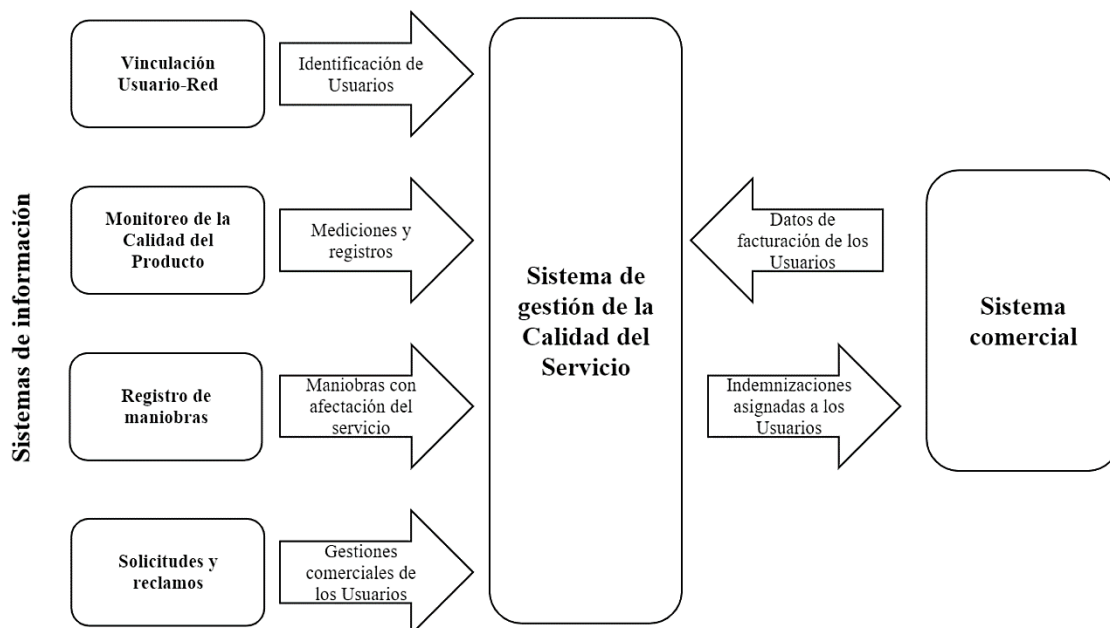 Sistemas de información
Vinculación
Usuario-Red
Identificación de
Usuarios
Monitoreo de la
Calidad del
Producto
Mediciones y
registros
Registro de
maniobras
Maniobras con
afectación del
servicio
Solicitudes y
reclamos
Gestiones
comerciales de
los Usuarios
Sistema de
gestión de la
Calidad del
Servicio
Datos de
facturación de los
Usuarios
Indemnizaciones
asignadas a los
Usuarios
Sistema
comercial